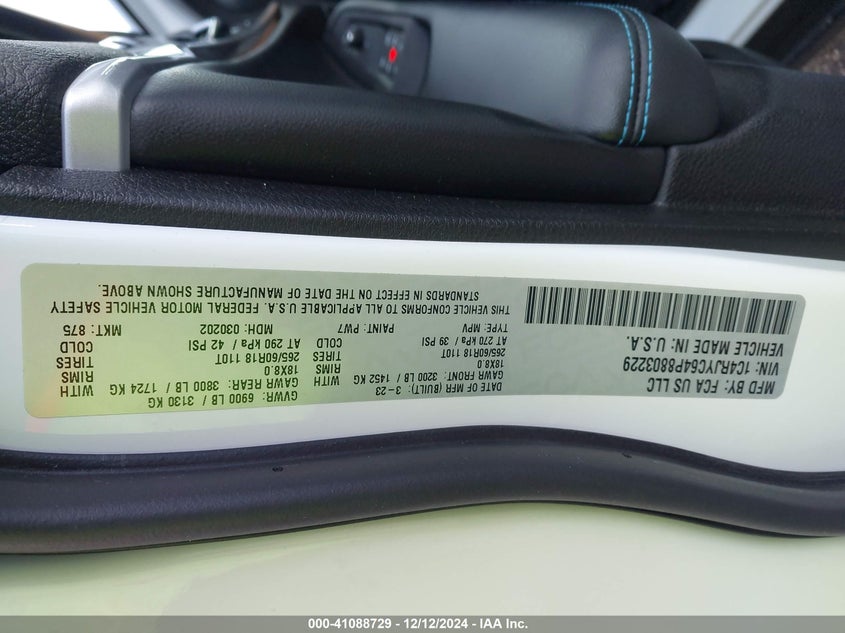 MFD BY: FCA US LLC
VIN: 1C4RJYC64P8803229
VEHICLE MADE IN: U.S.A.
DATE OF MFR (BUILT): 3-23
GVWR: 6900 LB / 3130 KG
GAWR FRONT: 3200 LB / 1452 KG
GAWR REAR: 3800 LB / 1724 KG
WITH
18X8.0
18X8.0
RIMS
265/60R18 110T
265/60R18 110T
TIRES
AT 270 kPa / 39 PSI
AT 290 kPa / 42 PSI
COLD
TYPE: MPV
PAINT: PW7
MDH: 030202
MKT: 875
THIS VEHICLE CONFORMS TO ALL APPLICABLE U.S.A. FEDERAL MOTOR VEHICLE SAFETY
STANDARDS IN EFFECT ON THE DATE OF MANUFACTURE SHOWN ABOVE.
WITH
RIMS
TIRES
COLD
000-41088729 / 12/12/2024 - IAA Inc.